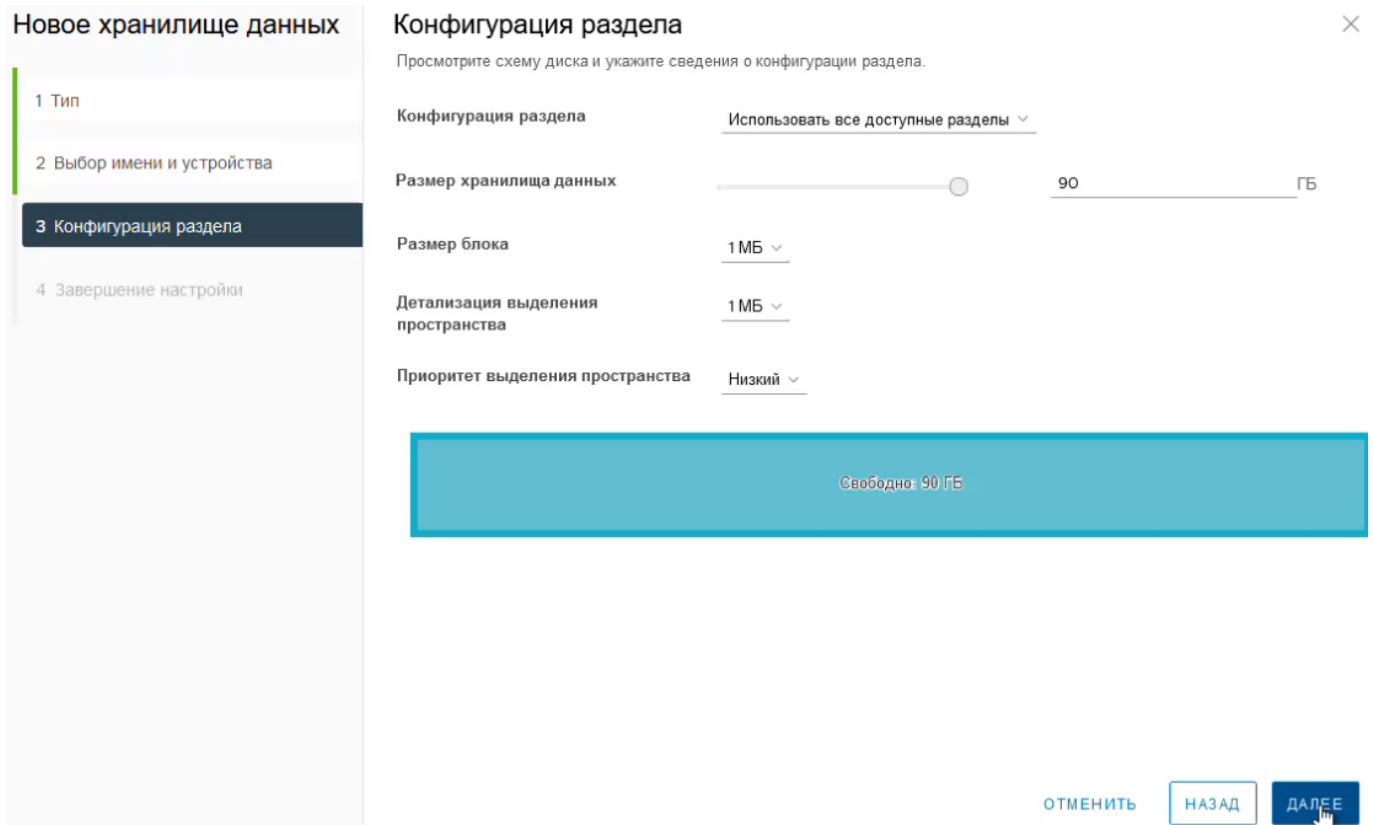 Новое хранилище данных
1 Тип
2 Выбор имени и устройства
3 Конфигурация раздела
4 Завершение настройки
Конфигурация раздела
Просмотрите схему диска и укажите сведения о конфигурации раздела.
Конфигурация раздела Использовать все доступные разделы
Размер хранилища данных 90 ГБ
Размер блока 1 МБ
Детализация выделения
пространства 1 МБ
Приоритет выделения пространства Низкий
Свободно: 90 ГБ
ОТМЕНИТЬ НАЗАД ДАЛЕЕ